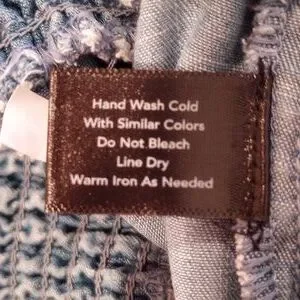 Hand Wash Cold
With Similar Colors
Do Not Bleach
Line Dry
Warm Iron As Needed